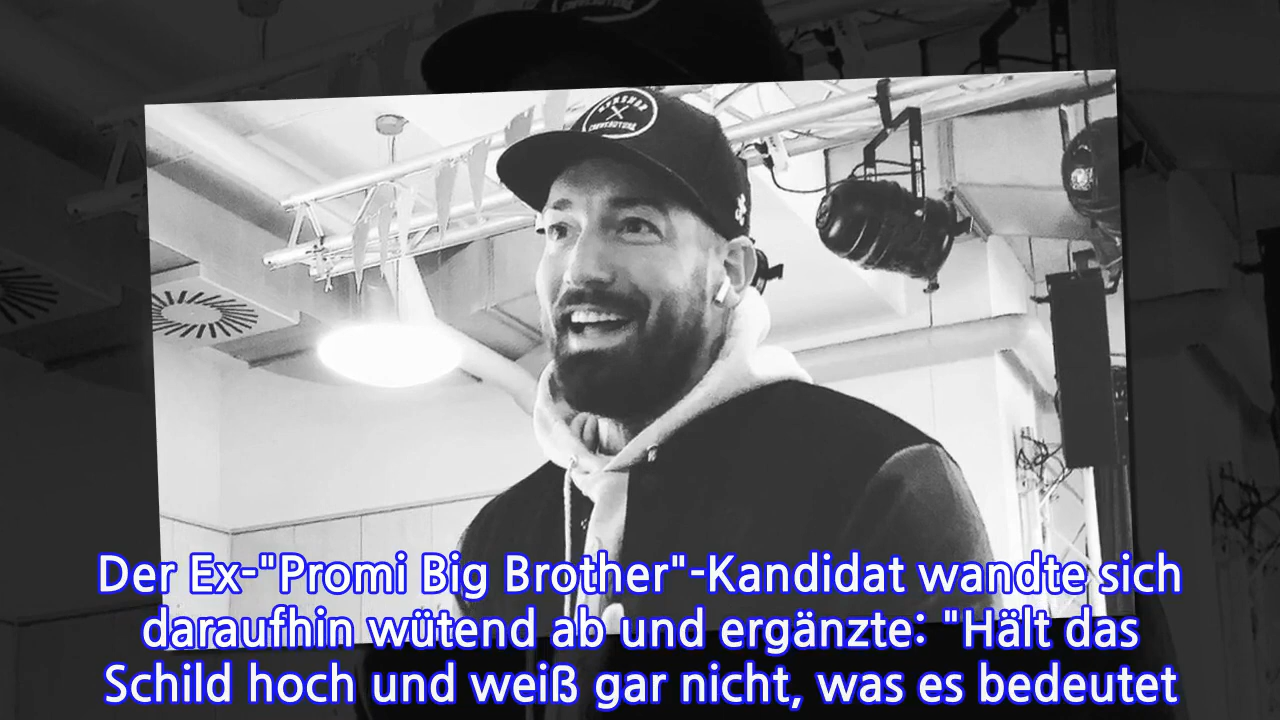 Der Ex-"Promi Big Brother"-Kandidat wandte sich
daraufhin wütend ab und ergänzte: "Hält das
Schild hoch und weiß gar nicht, was es bedeutet